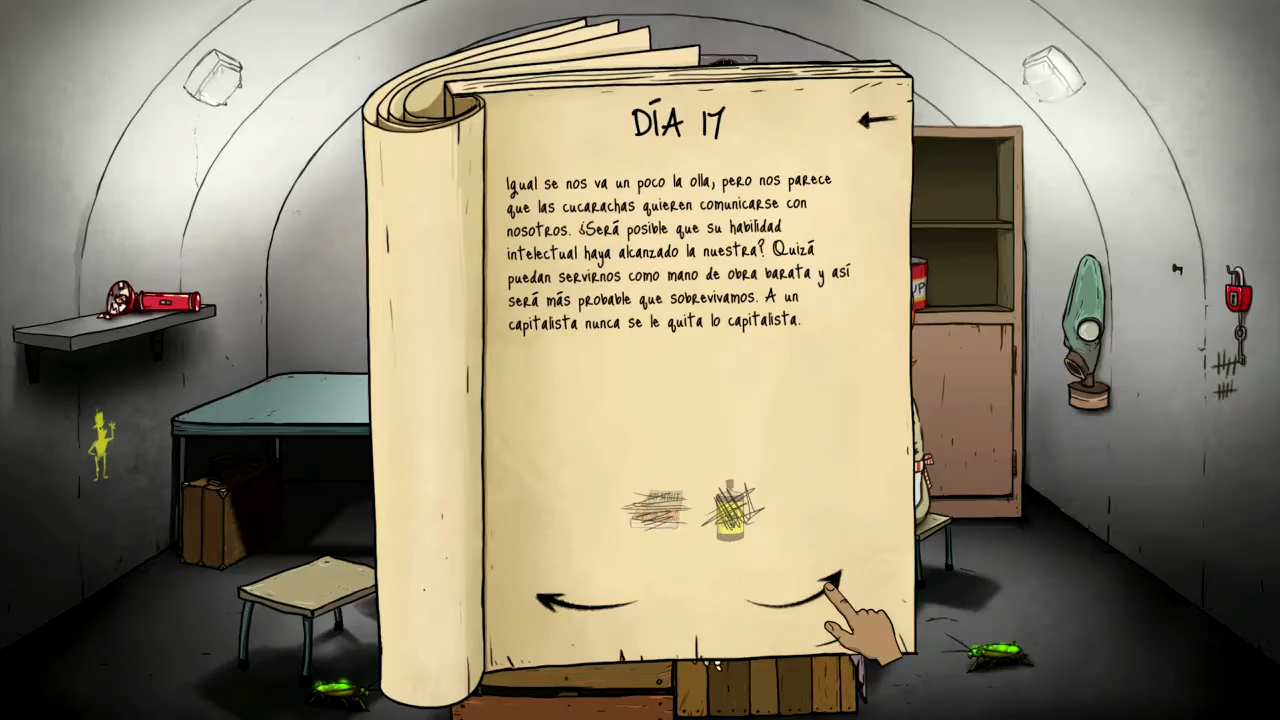 DÍA 17
Igual se nos va un poco la olla, pero nos parece
que las cucarachas quieren comunicarse con
nosotros. ¿Será posible que su habilidad
intelectual haya alcanzado la nuestra? Quizá
puedan servirnos como mano de obra barata y así
será más probable que sobrevivamos. A un
capitalista nunca se le quita lo capitalista.
UP